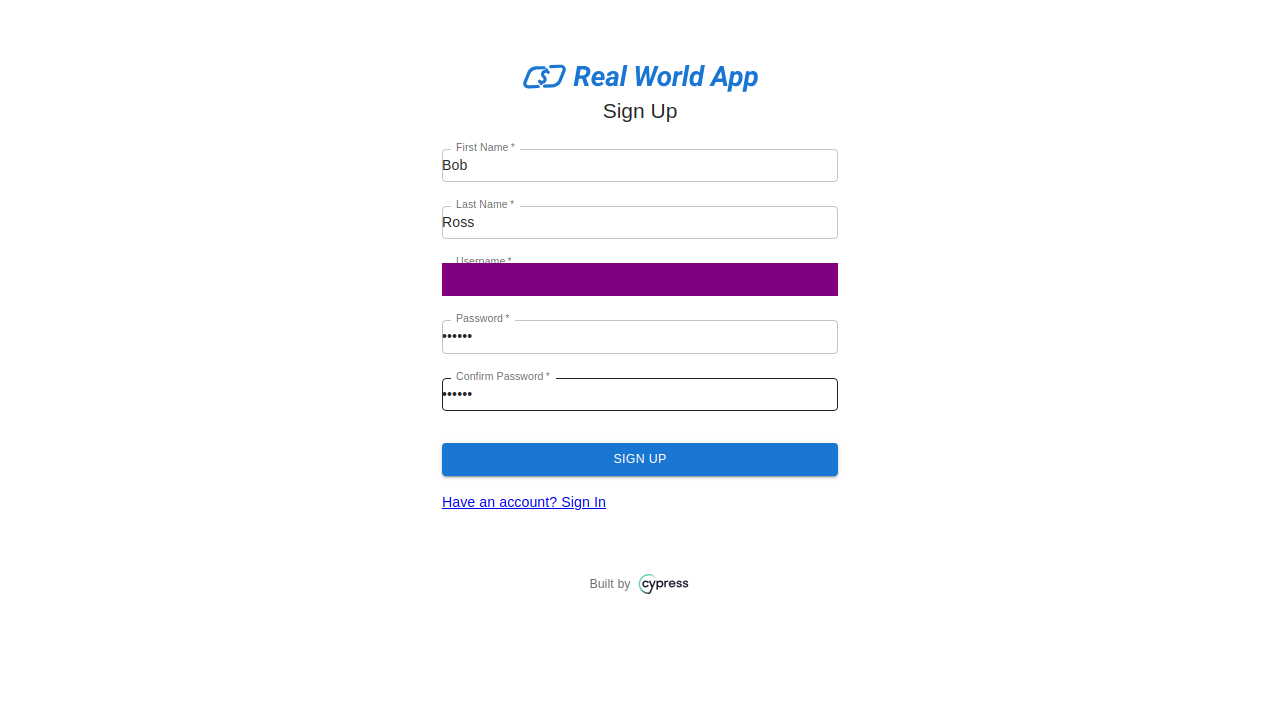 Real World App
Sign Up
First Name *
Bob
Last Name *
Ross
Username *
Password *
••••••
Confirm Password *
••••••
SIGN UP
Have an account? Sign In
Built by cypress